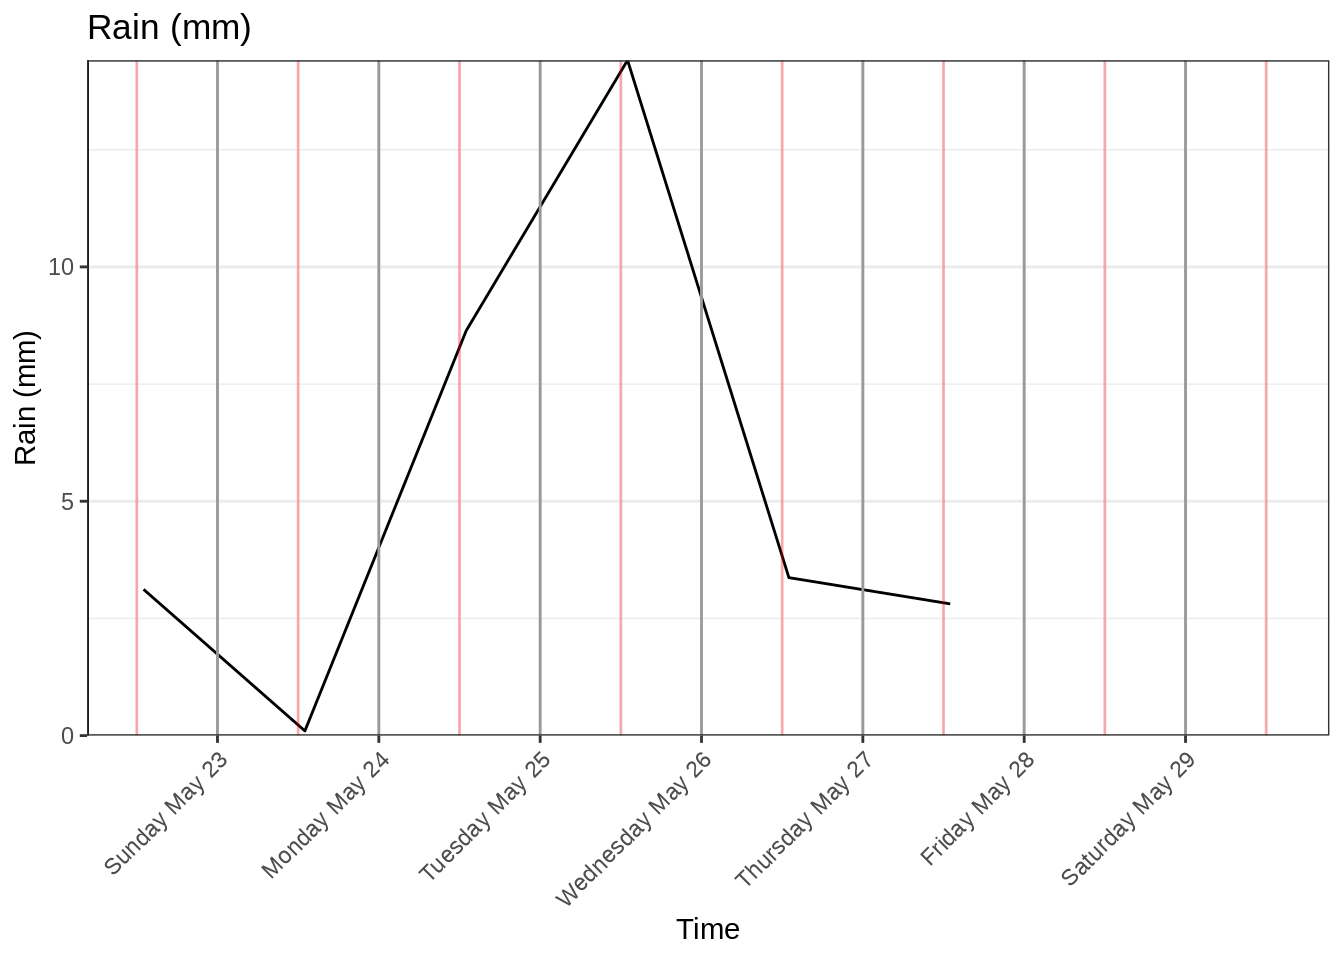 Rain (mm)
Rain (mm)
10
5
0
Sunday May 23
Monday May 24
Tuesday May 25
Wednesday May 26
Thursday May 27
Friday May 28
Saturday May 29
Time